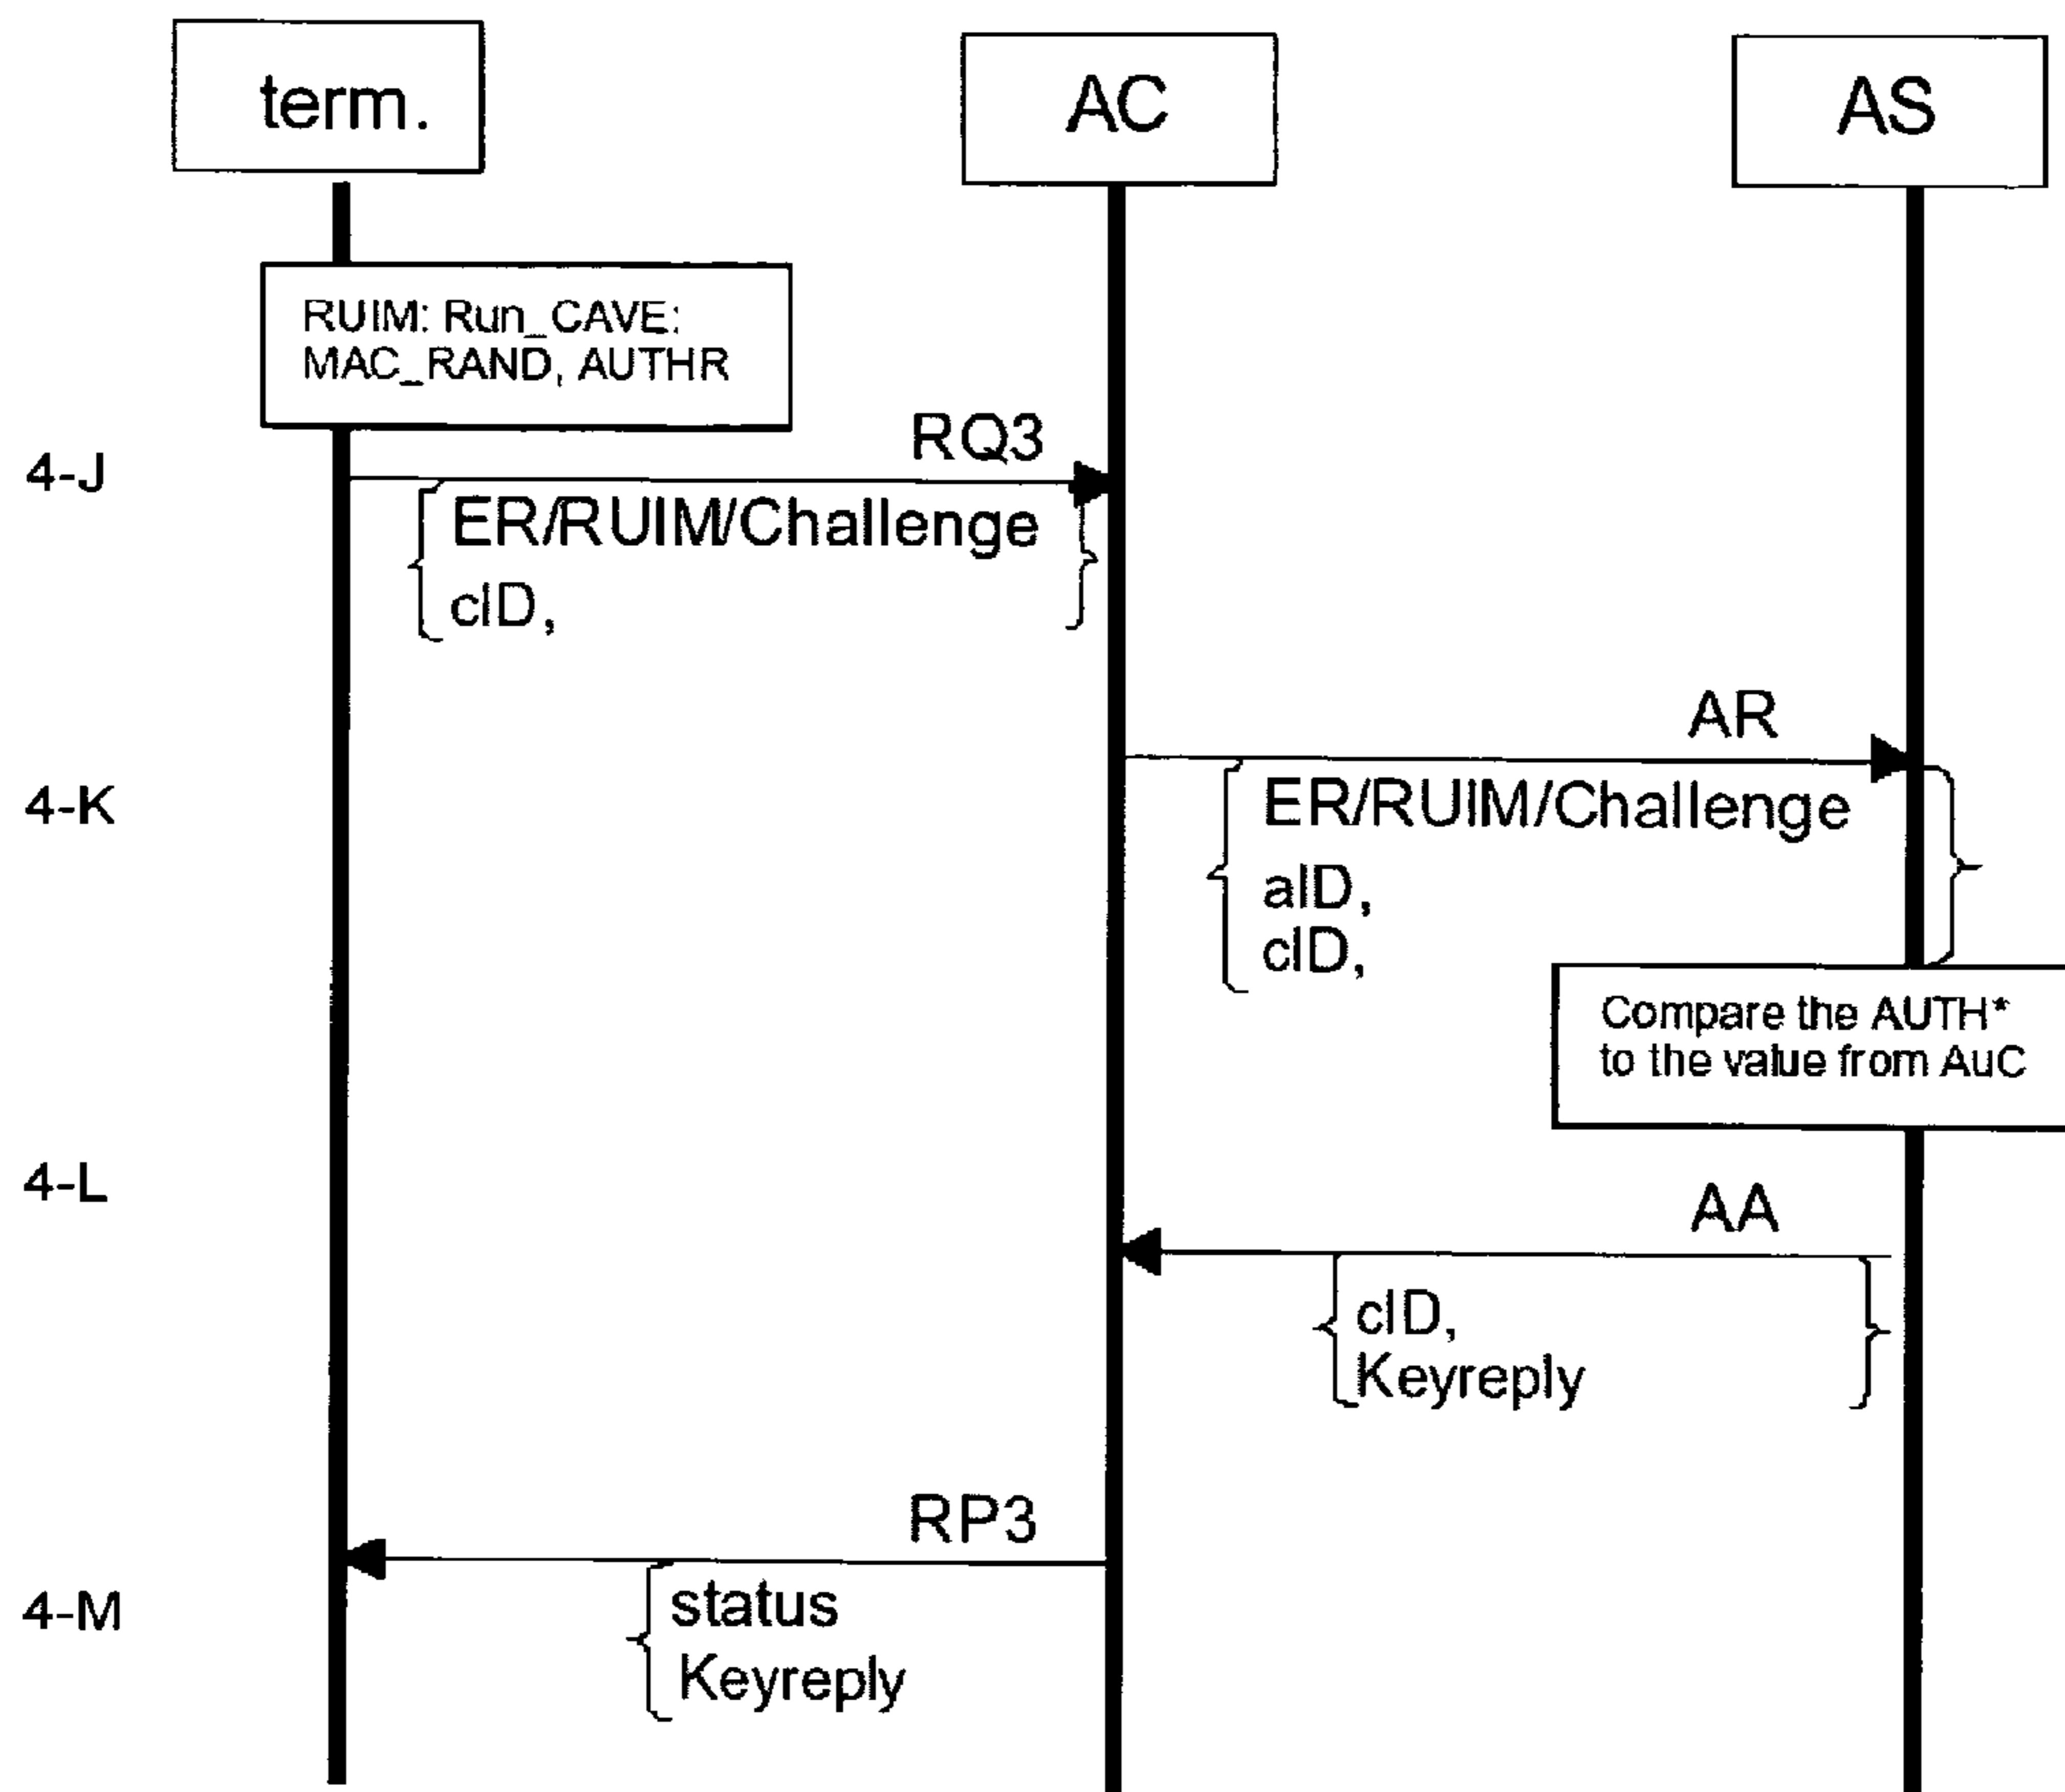 term.
AC
AS
RUIM: Run_CAVE:
MAC_RAND, AUTHR
RQ3
4-J
ER/RUIM/Challenge
cID,
AR
4-K
ER/RUIM/Challenge
aID,
cID,
Compare the AUTH*
to the value from AuC
4-L
AA
cID,
Keyreply
RP3
4-M
status
Keyreply